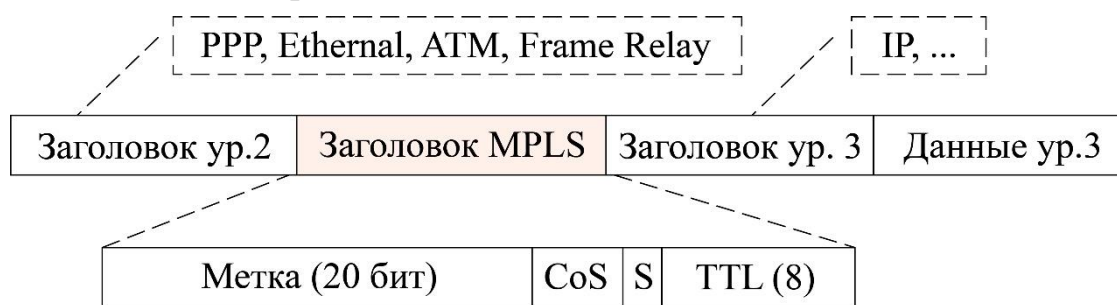 PPP, Ethernal, ATM, Frame Relay
IP, ...
Заголовок ур.2
Заголовок MPLS
Заголовок ур. 3
Данные ур.3
Метка (20 бит)
CoS
S
TTL (8)